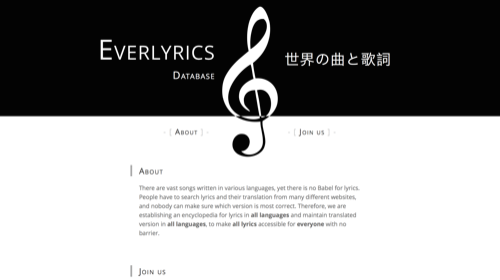 EVERLYRICS
DATABASE
世界の曲と歌詞
- [ ABOUT ] -
- [ JOIN US ] -
ABOUT
There are vast songs written in various languages, yet there is no Babel for lyrics.
People have to search lyrics and their translation from many different websites,
and nobody can make sure which version is most correct. Therefore, we are
establishing an encyclopedia for lyrics in all languages and maintain translated
version in all languages, to make all lyrics accessible for everyone with no
barrier.
JOIN US